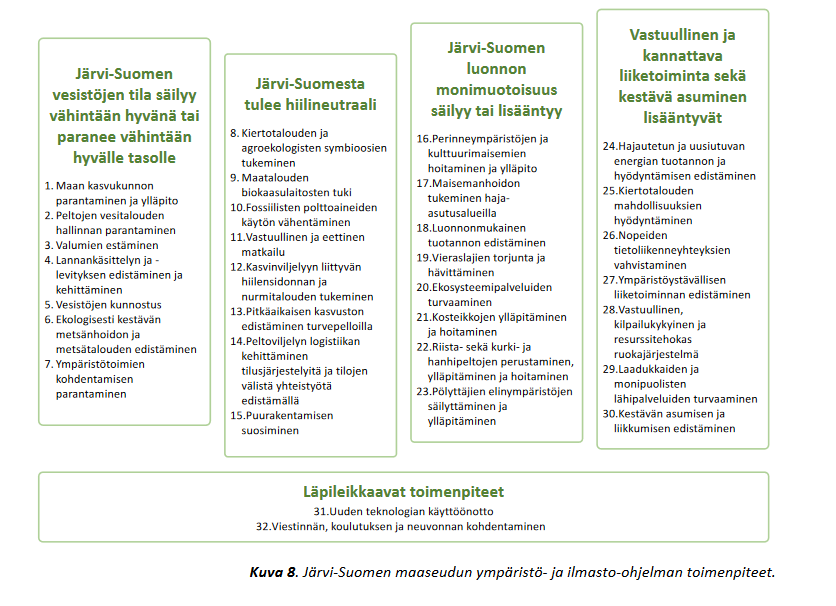 Järvi-Suomen
vesistöjen tila säilyy
vähintään hyvänä tai
paranee vähintään
hyvälle tasolle
1. Maan kasvukunnon
parantaminen ja ylläpito
2. Peltojen vesitalouden
hallinnan parantaminen
3. Valumien estäminen
4. Lannankäsittelyn ja -
levityksen edistäminen ja
kehittäminen
5. Vesistöjen kunnostus
6. Ekologisesti kestävän
metsänhoidon ja
metsätalouden edistäminen
7. Ympäristötoimien
kohdentamisen
parantaminen
Järvi-Suomesta
tulee hiilineutraali
8. Kiertotalouden ja
agroekologisten symbioosien
tukeminen
9. Maatalouden
biokaasulaitosten tuki
10.Fossiilisten polttoaineiden
käytön vähentäminen
11.Vastuullinen ja eettinen
matkailu
12.Kasvinviljelyyn liittyvän
hiilensidonnan ja
nurmitalouden tukeminen
13.Pitkäaikaisen kasvuston
edistäminen turvepelloilla
14.Peltoviljelyn logistiikan
kehittäminen
tilusjärjestelyitä ja tilojen
välistä yhteistyötä
edistämällä
15.Puurakentamisen
suosiminen
Järvi-Suomen
luonnon
monimuotoisuus
säilyy tai lisääntyy
16.Perinneympäristöjen ja
kulttuurimaisemien
hoitaminen ja ylläpito
17.Maisemanhoidon
tukeminen haja-
asutusalueilla
18.Luonnonmukainen
tuotannon edistäminen
19.Vieraslajien torjunta ja
hävittäminen
20.Ekosysteemipalveluiden
turvaaminen
21.Kosteikkojen ylläpitäminen
ja hoitaminen
22.Riista- sekä kurki- ja
hanhipeltojen perustaminen,
ylläpitäminen ja hoitaminen
23.Pölyttäjien elinympäristöjen
säilyttäminen ja
ylläpitäminen
Vastuullinen ja
kannattava
liiketoiminta sekä
kestävä asuminen
lisääntyvät
24.Hajautetun ja uusiutuvan
energian tuotannon ja
hyödyntämisen edistäminen
25.Kiertotalouden
mahdollisuuksien
hyödyntäminen
26.Nopeiden
tietoliikenneyhteyksien
vahvistaminen
27.Ympäristöystävällisen
liiketoiminnan edistäminen
28.Vastuullinen,
kilpailukykyinen ja
resurssitehokas
ruokajärjestelmä
29.Laadukkaiden ja
monipuolisten
lähipalveluiden turvaaminen
30.Kestävän asumisen ja
liikkumisen edistäminen
Läpileikkaavat toimenpiteet
31.Uuden teknologian käyttöönotto
32.Viestinnän, koulutuksen ja neuvonnan kohdentaminen
Kuva 8. Järvi-Suomen maaseudun ympäristö- ja ilmasto-ohjelman toimenpiteet.